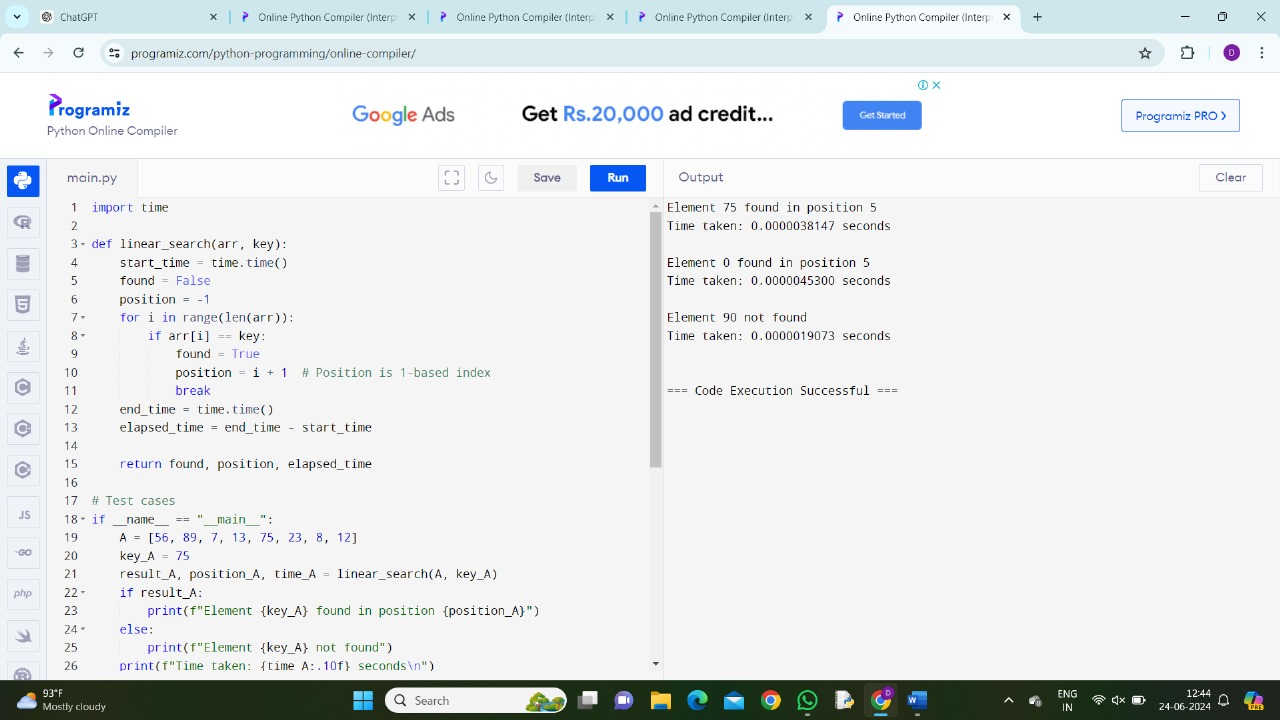 ChatGPT
Online Python Compiler (Interp
Online Python Compiler (Interp
Online Python Compiler (Interp
Online Python Compiler (Interp
programiz.com/python-programming/online-compiler/
D
Programiz
Python Online Compiler
Google Ads
Get Rs.20,000 ad credit...
Get Started
Programiz PRO
main.py
Save
Run
Output
Clear
1 import time
2
3 def linear_search(arr, key):
4 start_time = time.time()
5 found = False
6 position = -1
7 for i in range(len(arr)):
8 if arr[i] == key:
9 found = True
10 position = i + 1  # Position is 1-based index
11 break
12 end_time = time.time()
13 elapsed_time = end_time - start_time
14
15 return found, position, elapsed_time
16
17 # Test cases
18 if __name__ == "__main__":
19 A = [56, 89, 7, 13, 75, 23, 8, 12]
20 key_A = 75
21 result_A, position_A, time_A = linear_search(A, key_A)
22 if result_A:
23 print(f"Element {key_A} found in position {position_A}")
24 else:
25 print(f"Element {key_A} not found")
26 print(f"Time taken: {time_A:.10f} seconds\n")
Element 75 found in position 5
Time taken: 0.0000038147 seconds
Element 0 found in position 5
Time taken: 0.0000045300 seconds
Element 90 not found
Time taken: 0.0000019073 seconds
=== Code Execution Successful ===
JS
GO
php
93°F
Mostly cloudy
Search
D
W
ENG
IN
12:44
24-06-2024
PRE